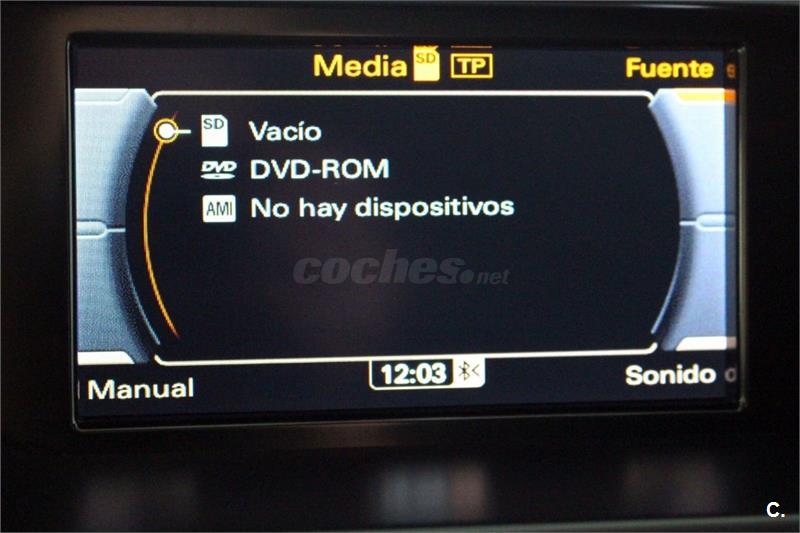 Media SD TP
Fuente
SD Vacío
DVD DVD-ROM
AMI No hay dispositivos
coches.net
Manual
12:03
Sonido
C.